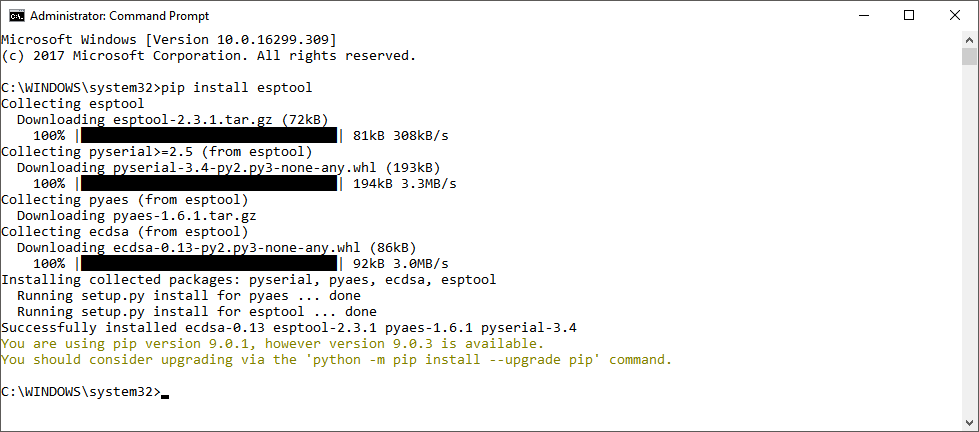 Administrator: Command Prompt
Microsoft Windows [Version 10.0.16299.309]
(c) 2017 Microsoft Corporation. All rights reserved.
C:\WINDOWS\system32>pip install esptool
Collecting esptool
Downloading esptool-2.3.1.tar.gz (72kB)
100% |████████████████████████████████| 81kB 308kB/s
Collecting pyserial>=2.5 (from esptool)
Downloading pyserial-3.4-py2.py3-none-any.whl (193kB)
100% |████████████████████████████████| 194kB 3.3MB/s
Collecting pyaes (from esptool)
Downloading pyaes-1.6.1.tar.gz
Collecting ecdsa (from esptool)
Downloading ecdsa-0.13-py2.py3-none-any.whl (86kB)
100% |████████████████████████████████| 92kB 3.0MB/s
Installing collected packages: pyserial, pyaes, ecdsa, esptool
Running setup.py install for pyaes ... done
Running setup.py install for esptool ... done
Successfully installed ecdsa-0.13 esptool-2.3.1 pyaes-1.6.1 pyserial-3.4
You are using pip version 9.0.1, however version 9.0.3 is available.
You should consider upgrading via the 'python -m pip install --upgrade pip' command.
C:\WINDOWS\system32>